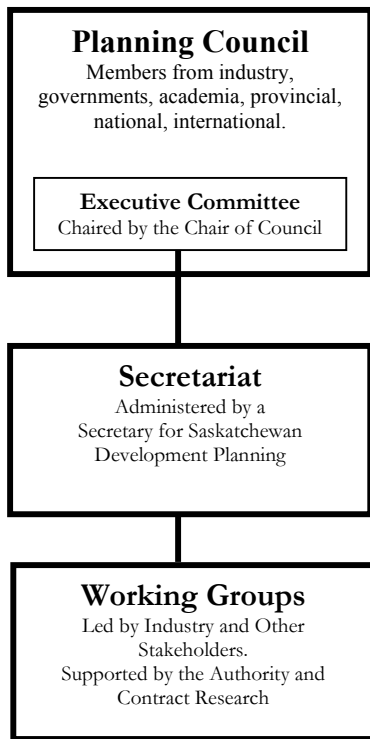 Planning Council
Members from industry,
governments, academia, provincial,
national, international.
Executive Committee
Chaired by the Chair of Council
Secretariat
Administered by a
Secretary for Saskatchewan
Development Planning
Working Groups
Led by Industry and Other
Stakeholders.
Supported by the Authority and
Contract Research